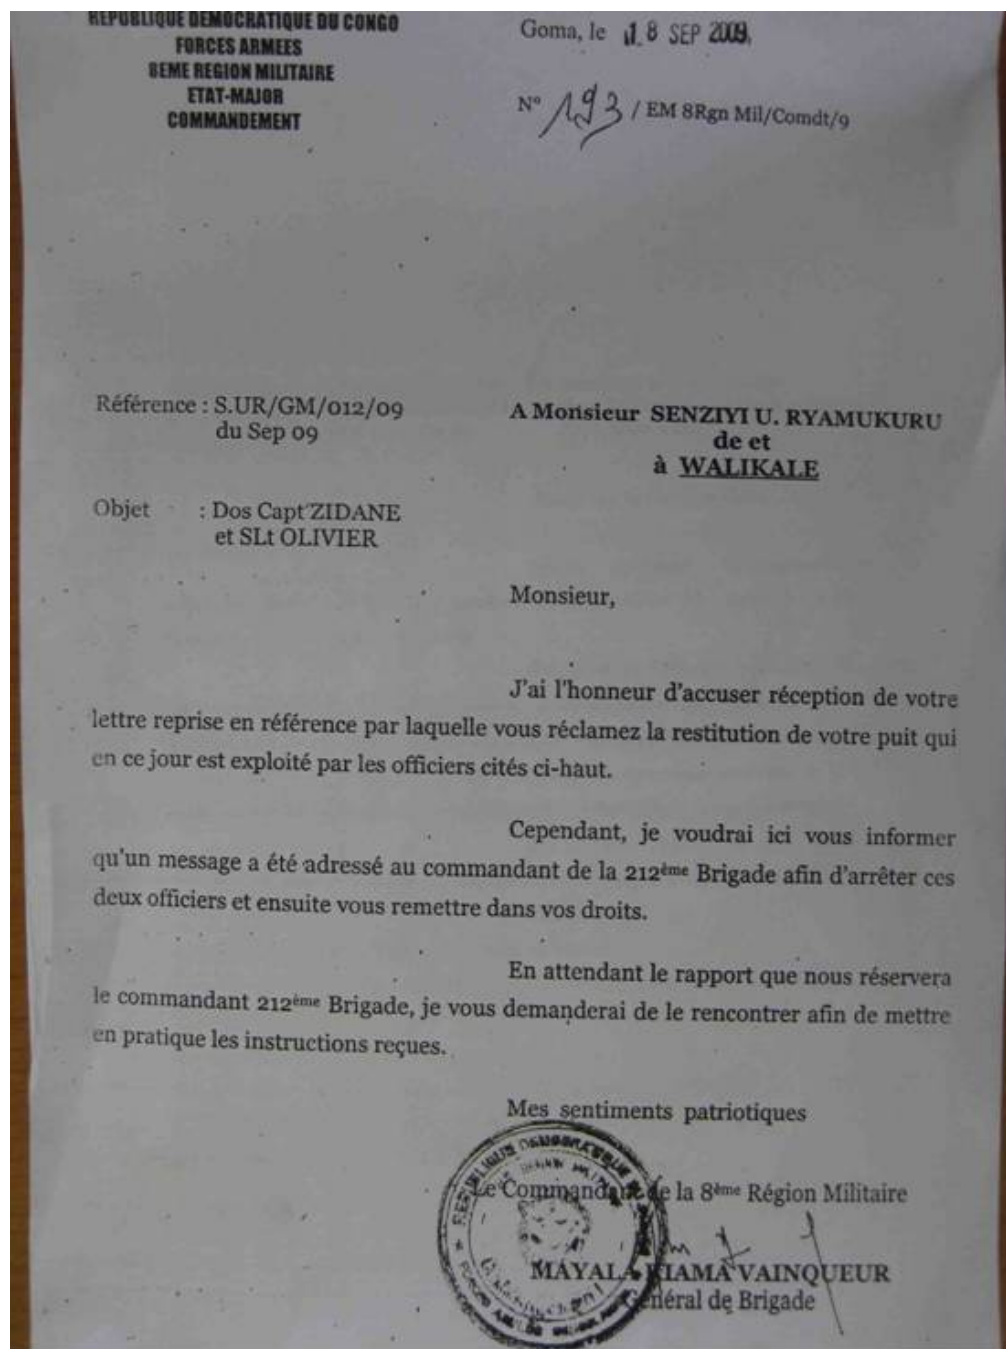 REPUBLIQUE DEMOCRATIQUE DU CONGO
FORCES ARMEES
8EME REGION MILITAIRE
ETAT-MAJOR
COMMANDEMENT
Goma, le 18 SEP 2009
N° 193 / EM 8Rgn Mil/Comdt/9
Référence : S.UR/GM/012/09
du Sep 09
A Monsieur SENZIYI U. RYAMUKURU
de et
à WALIKALE
Objet : Dos Capt ZIDANE
et SLt OLIVIER
Monsieur,
J'ai l'honneur d'accuser réception de votre
lettre reprise en référence par laquelle vous réclamez la restitution de votre puit qui
en ce jour est exploité par les officiers cités ci-haut.
Cependant, je voudrai ici vous informer
qu'un message a été adressé au commandant de la 212ème Brigade afin d'arrêter ces
deux officiers et ensuite vous remettre dans vos droits.
En attendant le rapport que nous réservera
le commandant 212ème Brigade, je vous demanderai de le rencontrer afin de mettre
en pratique les instructions reçues.
Mes sentiments patriotiques
Le Commandant de la 8ème Région Militaire
MAYALA KIAMA VAINQUEUR
Général de Brigade
REPUBLIQUE DEMOCRATIQUE